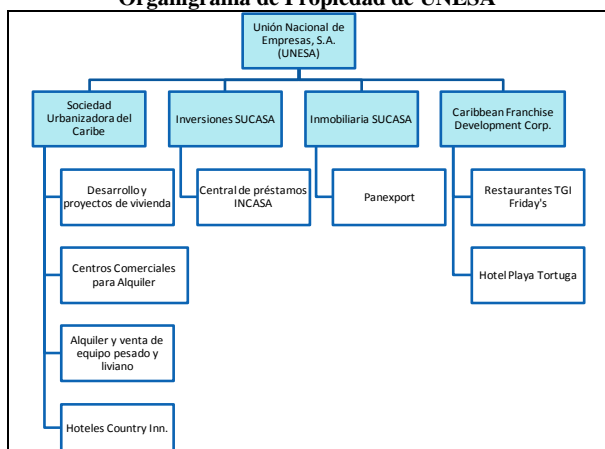 Organigrama de Propiedad de UNESA
Unión Nacional de
Empresas, S.A.
(UNESA)
Sociedad
Urbanizadora del
Caribe
Inversiones SUCASA
Inmobiliaria SUCASA
Caribbean Franchise
Development Corp.
Desarrollo y
proyectos de vivienda
Central de préstamos
INCASA
Panexport
Restaurantes TGI
Friday's
Centros Comerciales
para Alquiler
Hotel Playa Tortuga
Alquiler y venta de
equipo pesado y
liviano
Hoteles Country Inn.